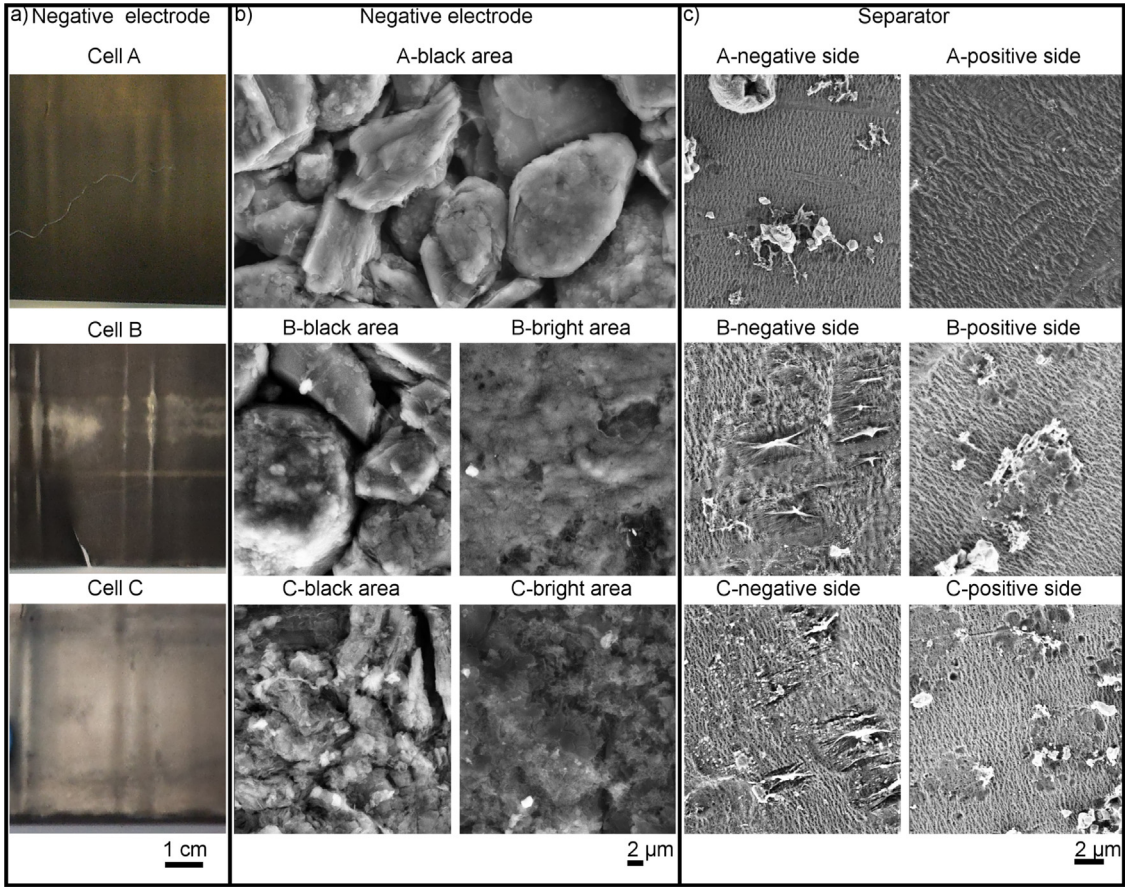 a) Negative electrode
Cell A
Cell B
Cell C
1 cm
b) Negative electrode
A-black area
B-black area B-bright area
C-black area C-bright area
2 µm
c) Separator
A-negative side A-positive side
B-negative side B-positive side
C-negative side C-positive side
2 µm